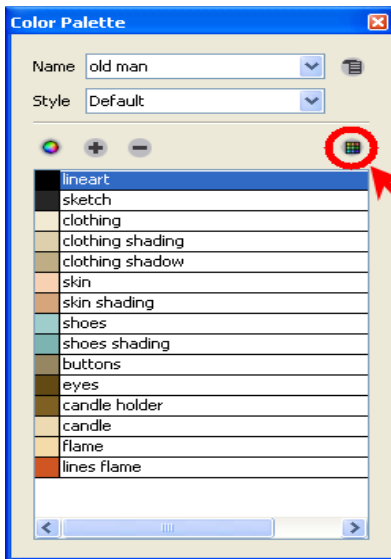 Color Palette
Name old man
Style Default
lineart
sketch
clothing
clothing shading
clothing shadow
skin
skin shading
shoes
shoes shading
buttons
eyes
candle holder
candle
flame
lines flame